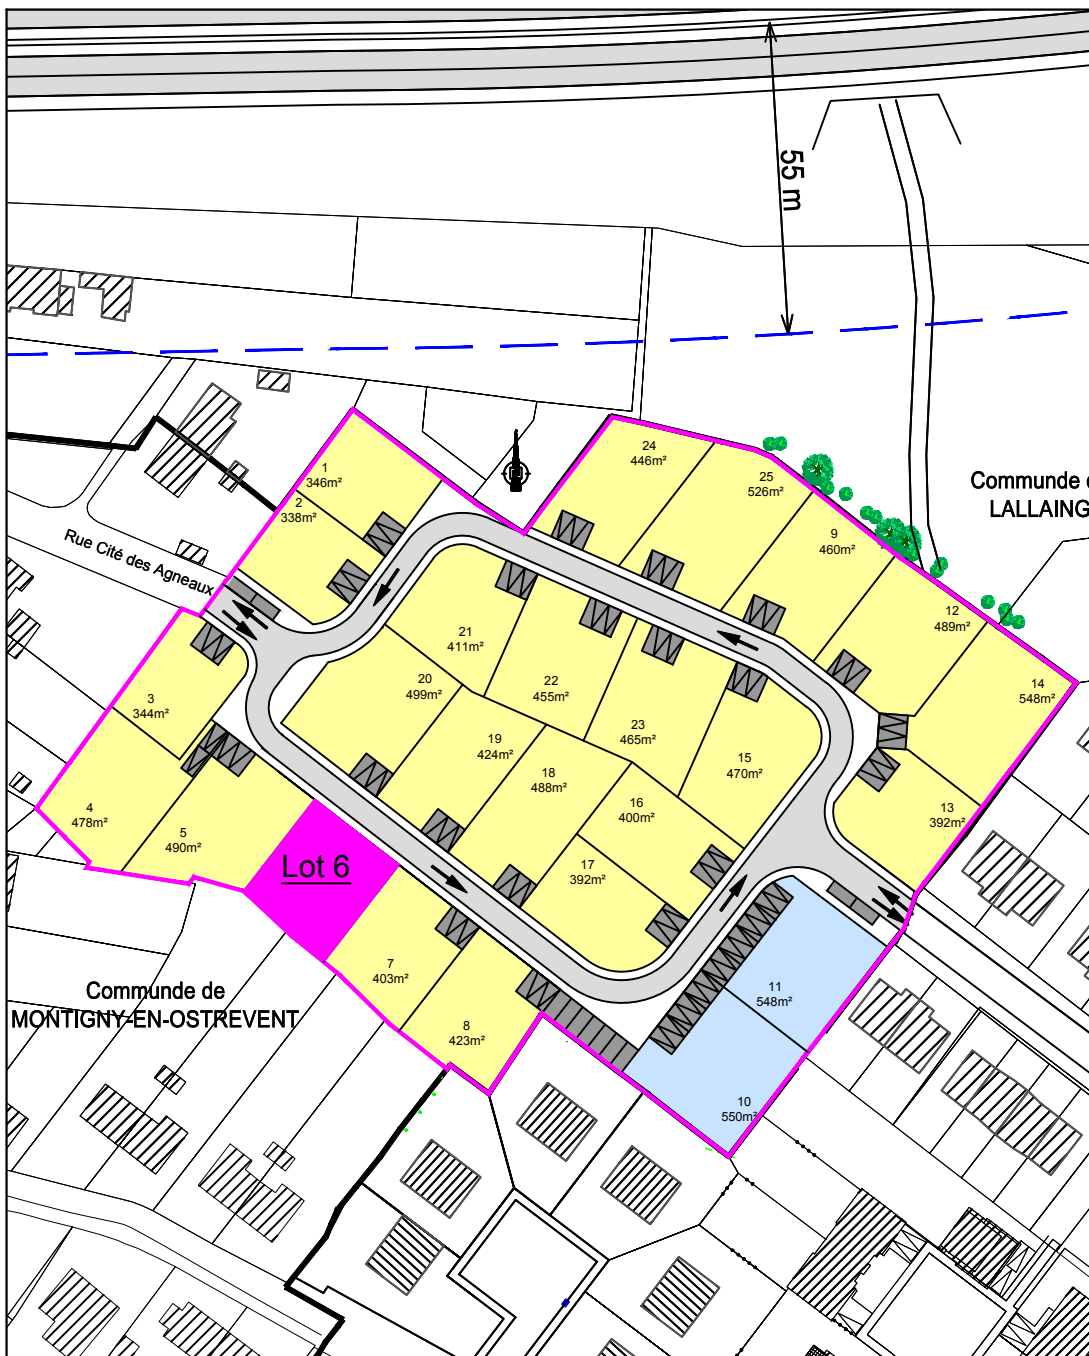 55 m
Communde d
LALLAING
24
446m²
25
526m²
1
346m²
2
338m²
9
460m²
Rue Cité des Agneaux
12
489m²
21
411m²
14
548m²
20
499m²
22
455m²
3
344m²
23
465m²
19
424m²
15
470m²
18
488m²
16
400m²
4
478m²
13
392m²
5
490m²
Lot 6
17
392m²
7
403m²
11
548m²
Communde de
MONTIGNY-EN-OSTREVENT
8
423m²
10
550m²